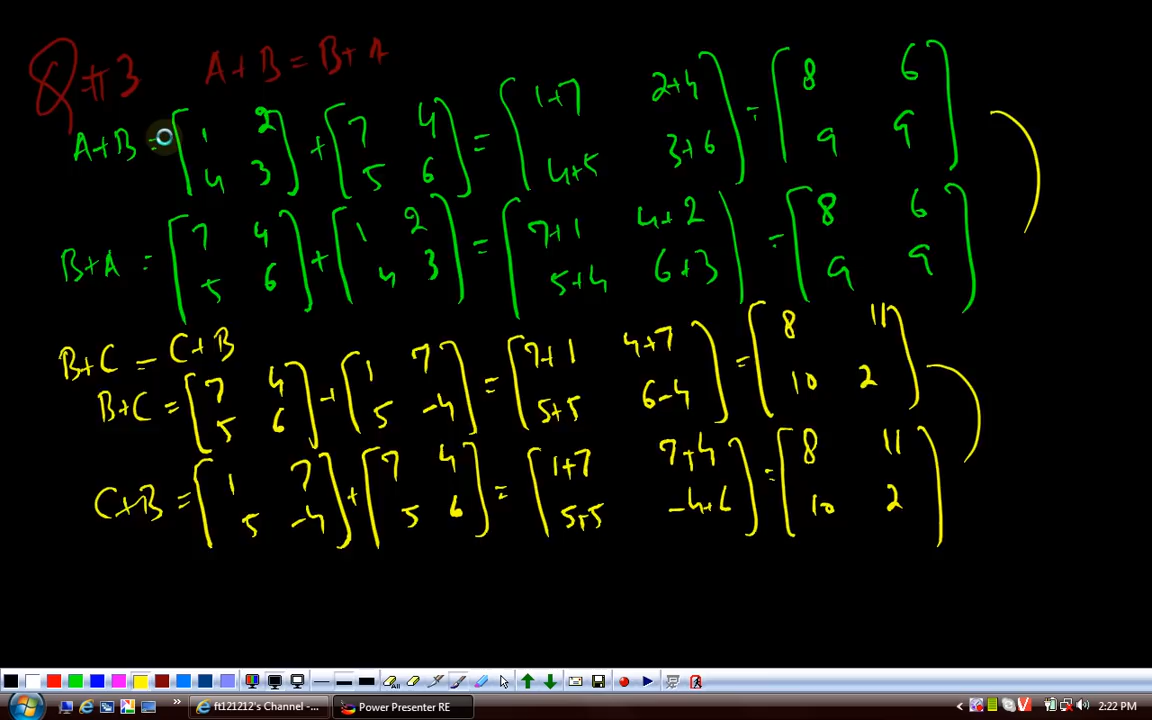 Q#3 A+B = B+A
A+B = [1 2 + [7 4 = [1+7 2+4 = [8 6
4 3] 5 6] 4+5 3+6] 9 9]
B+A = [7 4 + [1 2 = [7+1 4+2 = [8 6
5 6] 4 3] 5+4 6+3] 9 9]
B+C = C+B
B+C = [7 4 + [1 7 = [7+1 4+7 = [8 11
5 6] 5 -4] 5+5 6-4] 10 2]
C+B = [1 7 + [7 4 = [1+7 7+4 = [8 11
5 -4] 5 6] 5+5 -4+6] 10 2]
ft121212's Channel -... Power Presenter RE 2:22 PM